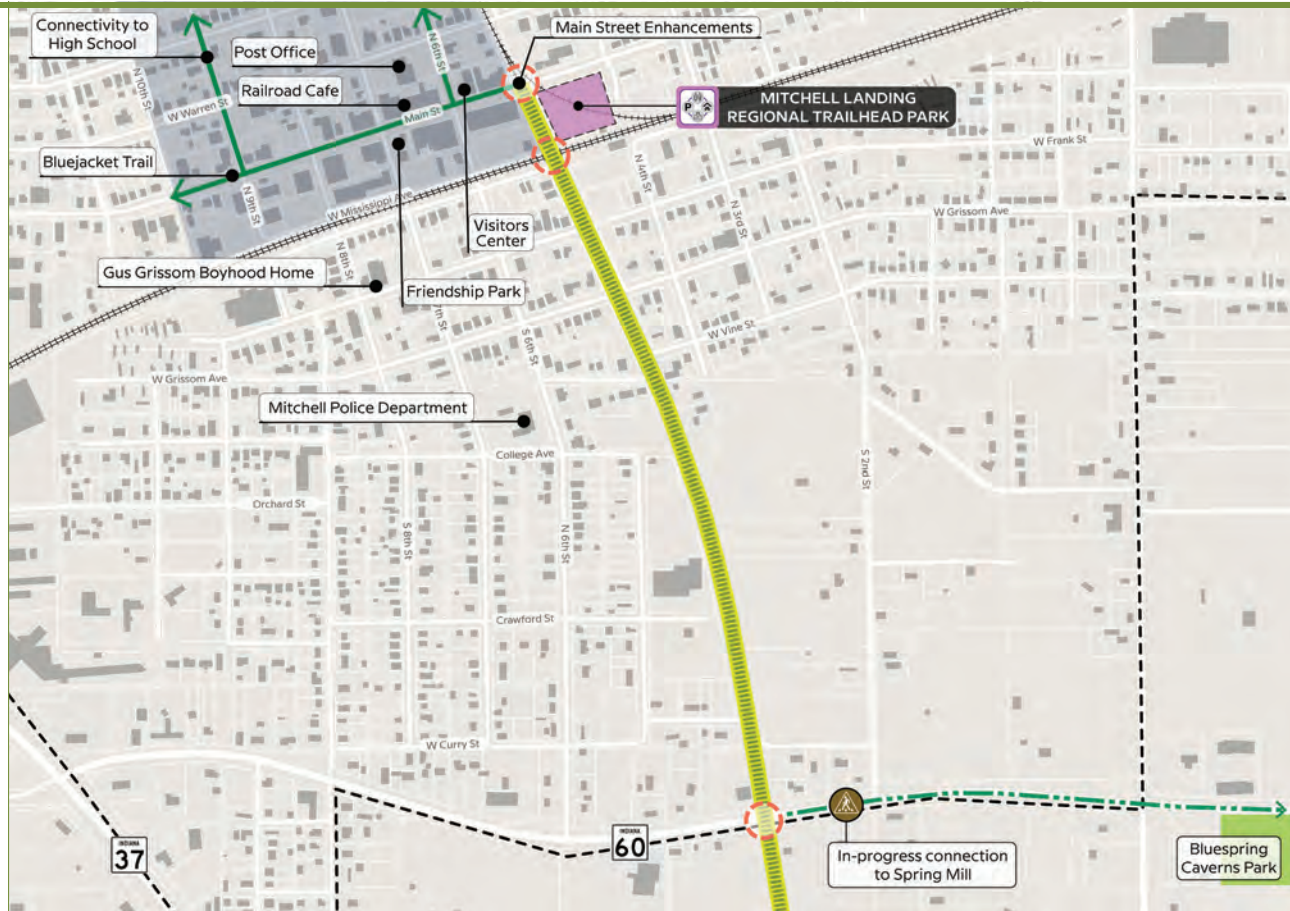 Connectivity to
High School
Post Office
Railroad Cafe
Bluejacket Trail
Main Street Enhancements
P
MITCHELL LANDING
REGIONAL TRAILHEAD PARK
N 10th St
W Warren St
N 6th St
Main St
N 9th St
W Mississippi Ave
Visitors
Center
N 4th St
N 3rd St
W Frank St
W Grissom Ave
Gus Grissom Boyhood Home
N 8th St
Friendship Park
7th St
S 6th St
W Vine St
W Grissom Ave
Mitchell Police Department
College Ave
S 2nd St
Orchard St
S 8th St
N 6th St
Crawford St
W Curry St
INDIANA
37
INDIANA
60
In-progress connection
to Spring Mill
Bluespring
Caverns Park